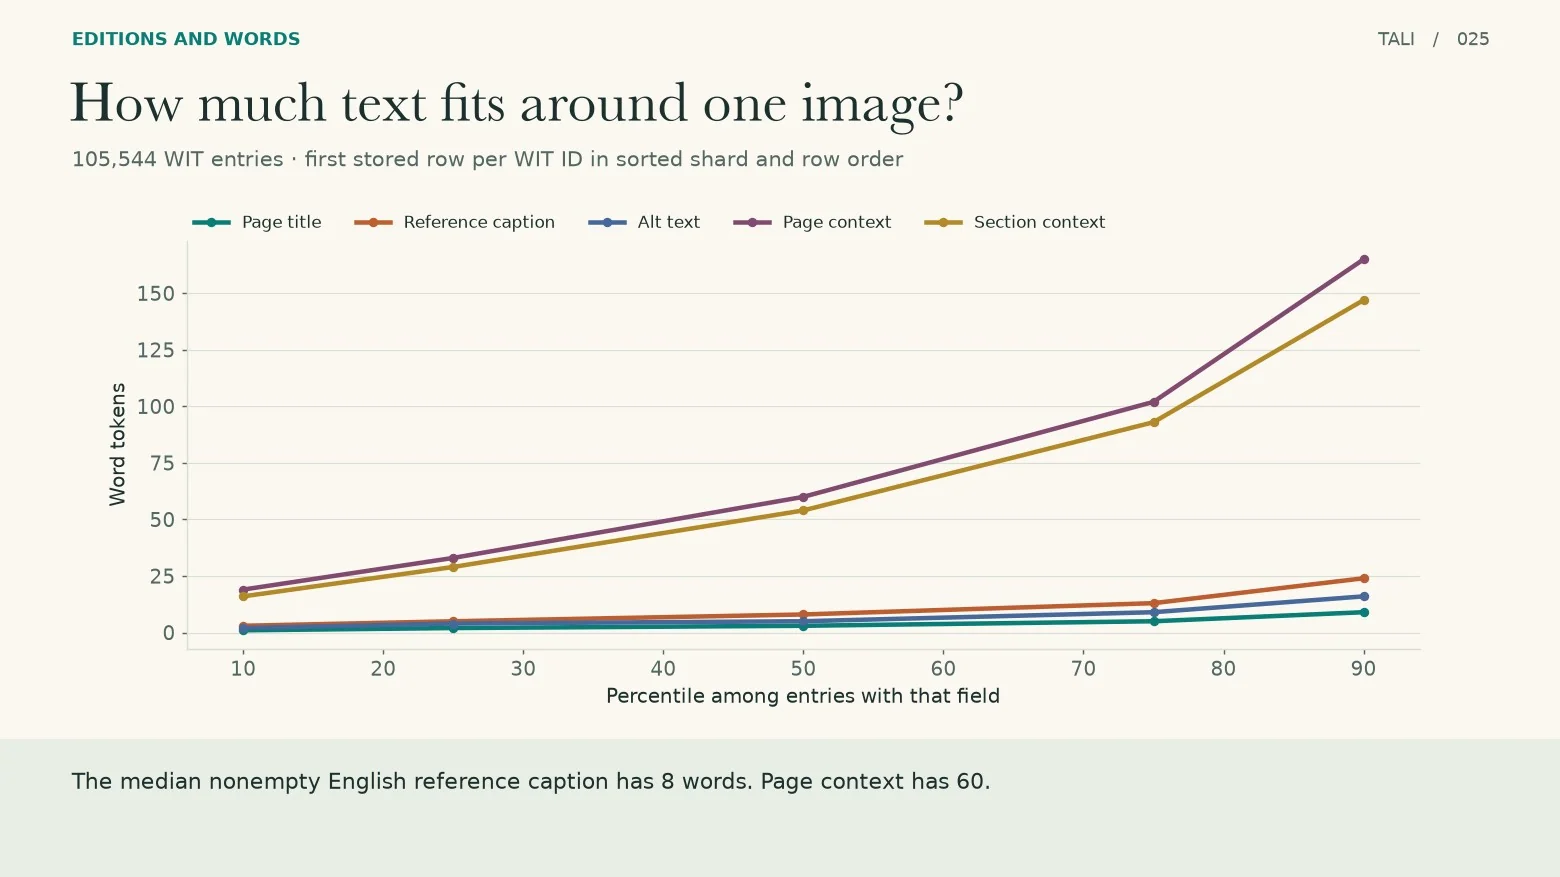 EDITIONS AND WORDS
TALI / 025
How much text fits around one image?
105,544 WIT entries · first stored row per WIT ID in sorted shard and row order
Page title
Reference caption
Alt text
Page context
Section context
150
125
100
75
50
25
0
Word tokens
10 20 30 40 50 60 70 80 90
Percentile among entries with that field
The median nonempty English reference caption has 8 words. Page context has 60.